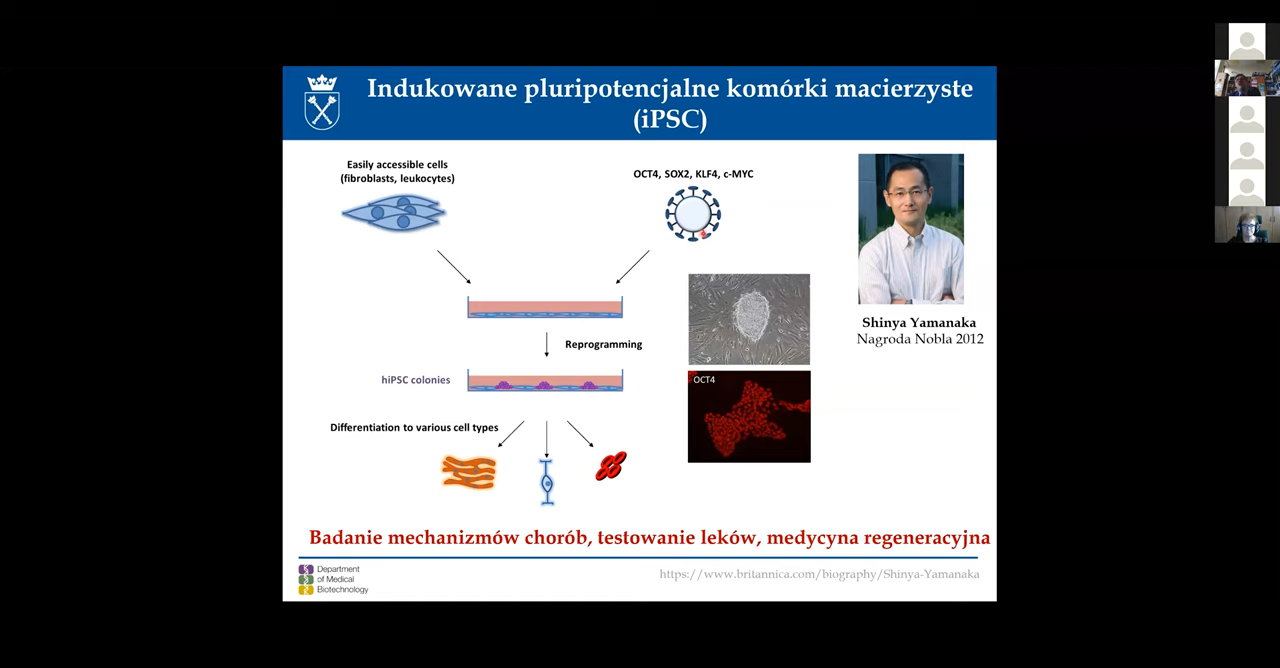 Indukowane pluripotencjalne komórki macierzyste
(iPSC)
Easily accessible cells
(fibroblasts, leukocytes)
OCT4, SOX2, KLF4, c-MYC
Shinya Yamanaka
Nagroda Nobla 2012
Reprogramming
hiPSC colonies
OCT4
Differentiation to various cell types
Badanie mechanizmów chorób, testowanie leków, medycyna regeneracyjna
Department
of Medical
Biotechnology
https://www.britannica.com/biography/Shinya-Yamanaka